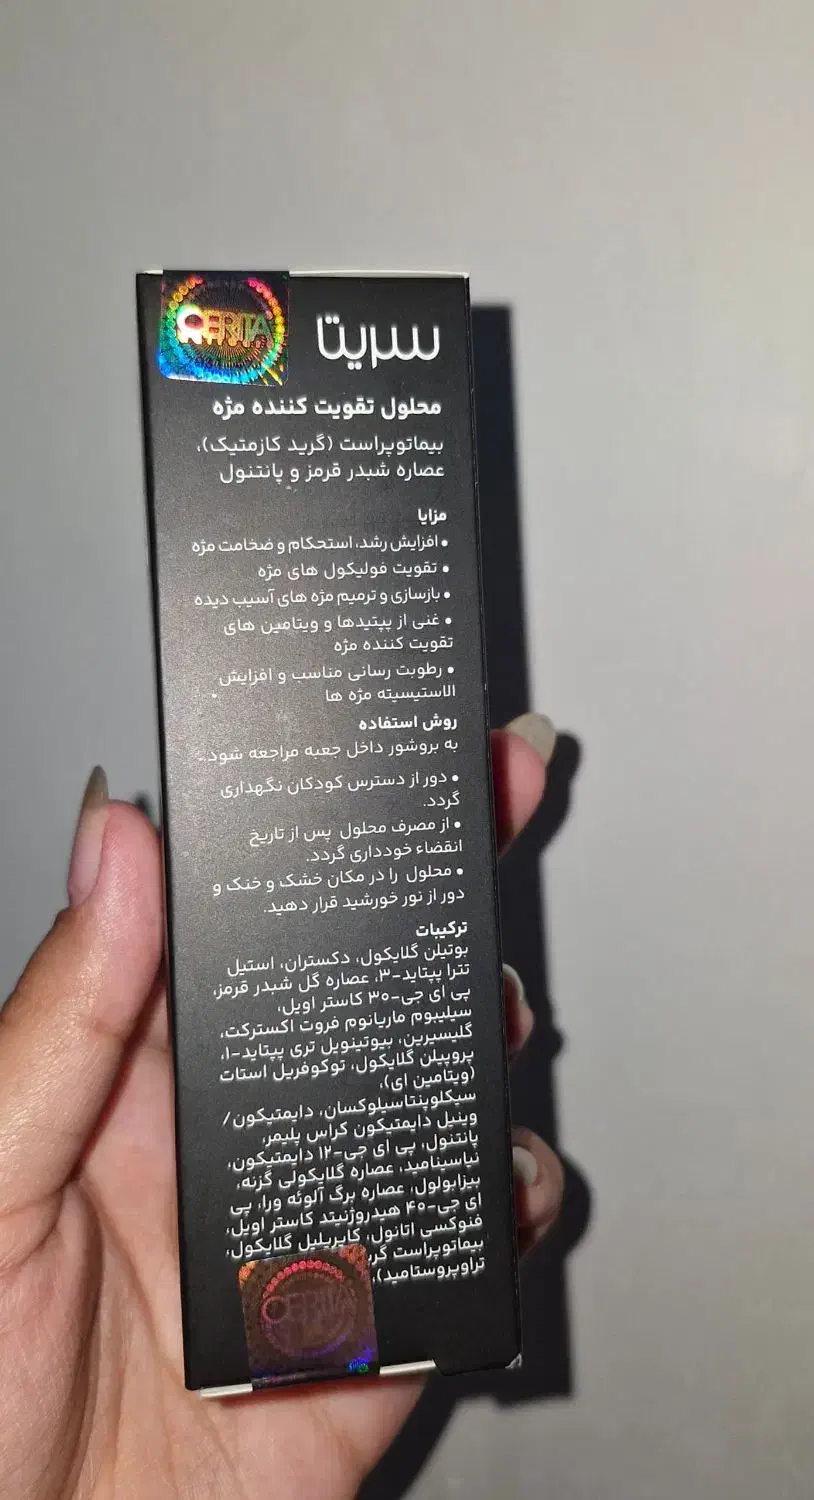 CERITA
سریتا
محلول تقویت کننده مژه
بیماتوپراست (گرید کازمتیک)،
عصاره شبدر قرمز و پانتنول
مزایا
• افزایش رشد، استحکام و ضخامت مژه
• تقویت فولیکول های مژه
• بازسازی و ترمیم مژه های آسیب دیده
• غنی از پپتیدها و ویتامین های
تقویت کننده مژه
• رطوبت رسانی مناسب و افزایش
الاستیسیته مژه ها
روش استفاده
به بروشور داخل جعبه مراجعه شود.
• دور از دسترس کودکان نگهداری
گردد.
• از مصرف محلول پس از تاریخ
انقضاء خودداری گردد.
• محلول را در مکان خشک و خنک و
دور از نور خورشید قرار دهید.
ترکیبات
بوتیلن گلایکول، دکستران، استیل
تترا پپتاید-۳، عصاره گل شبدر قرمز،
پی ای جی-۳۰ کاستر اویل،
سیلیبوم ماریانوم فروت اکسترکت،
گلیسیرین، بیوتینویل تری پپتاید-۱،
پروپیلن گلایکول، توکوفریل استات
(ویتامین ای)،
سیکلوپنتاسیلوکسان، دایمتیکون/
وینیل دایمتیکون کراس پلیمر،
پانتنول، پی ای جی-۱۲ دایمتیکون،
نیاسینامید، عصاره گلایکولی گزنه،
بیزابولول، عصاره برگ آلوئه ورا، پی
ای جی-۴۰ هیدروژنیتد کاستر اویل،
فنوکسی اتانول، کاپریلیل گلایکول،
بیماتوپراست
تراوپروستامید)،
CERITA